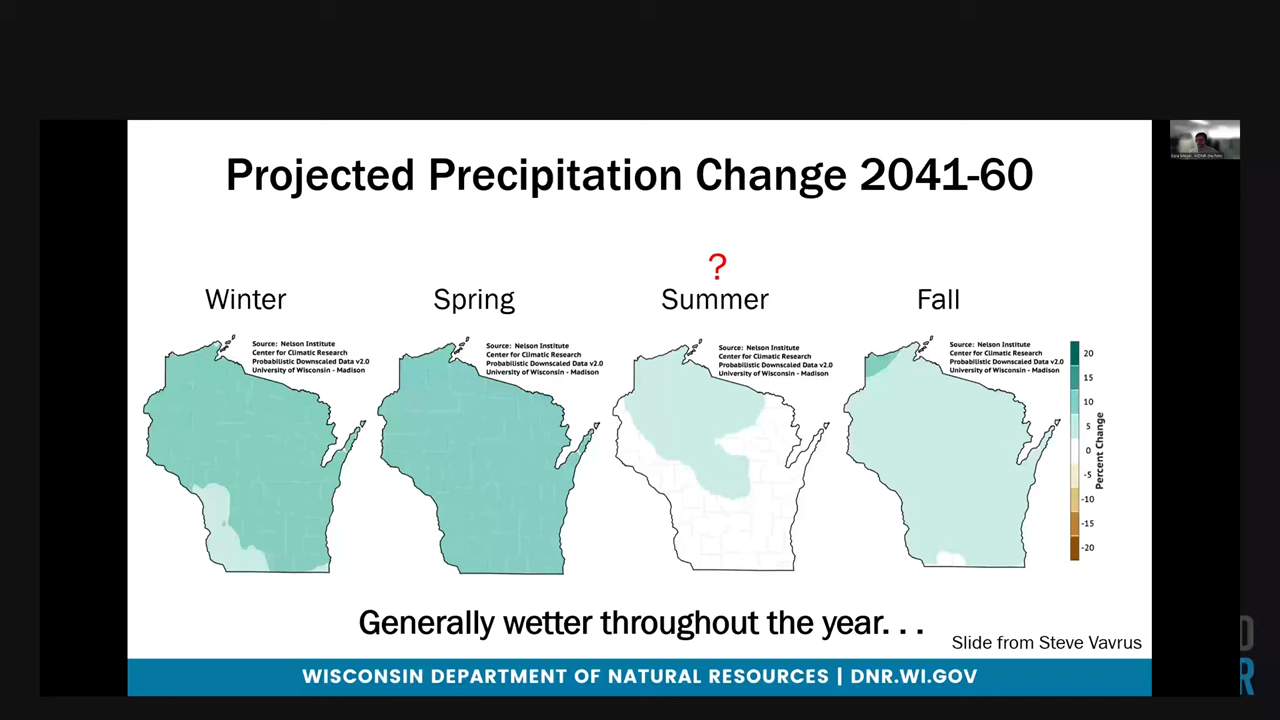 Projected Precipitation Change 2041-60
?
Winter
Spring
Summer
Fall
Source: Nelson Institute
Center for Climatic Research
Probabilistic Downscaled Data v2.0
University of Wisconsin - Madison
Source: Nelson Institute
Center for Climatic Research
Probabilistic Downscaled Data v2.0
University of Wisconsin - Madison
Source: Nelson Institute
Center for Climatic Research
Probabilistic Downscaled Data v2.0
University of Wisconsin - Madison
Source: Nelson Institute
Center for Climatic Research
Probabilistic Downscaled Data v2.0
University of Wisconsin - Madison
20
15
10
5
0
-5
-10
-15
-20
Percent Change
Generally wetter throughout the year. . .
Slide from Steve Vavrus
WISCONSIN DEPARTMENT OF NATURAL RESOURCES | DNR.WI.GOV
D
R